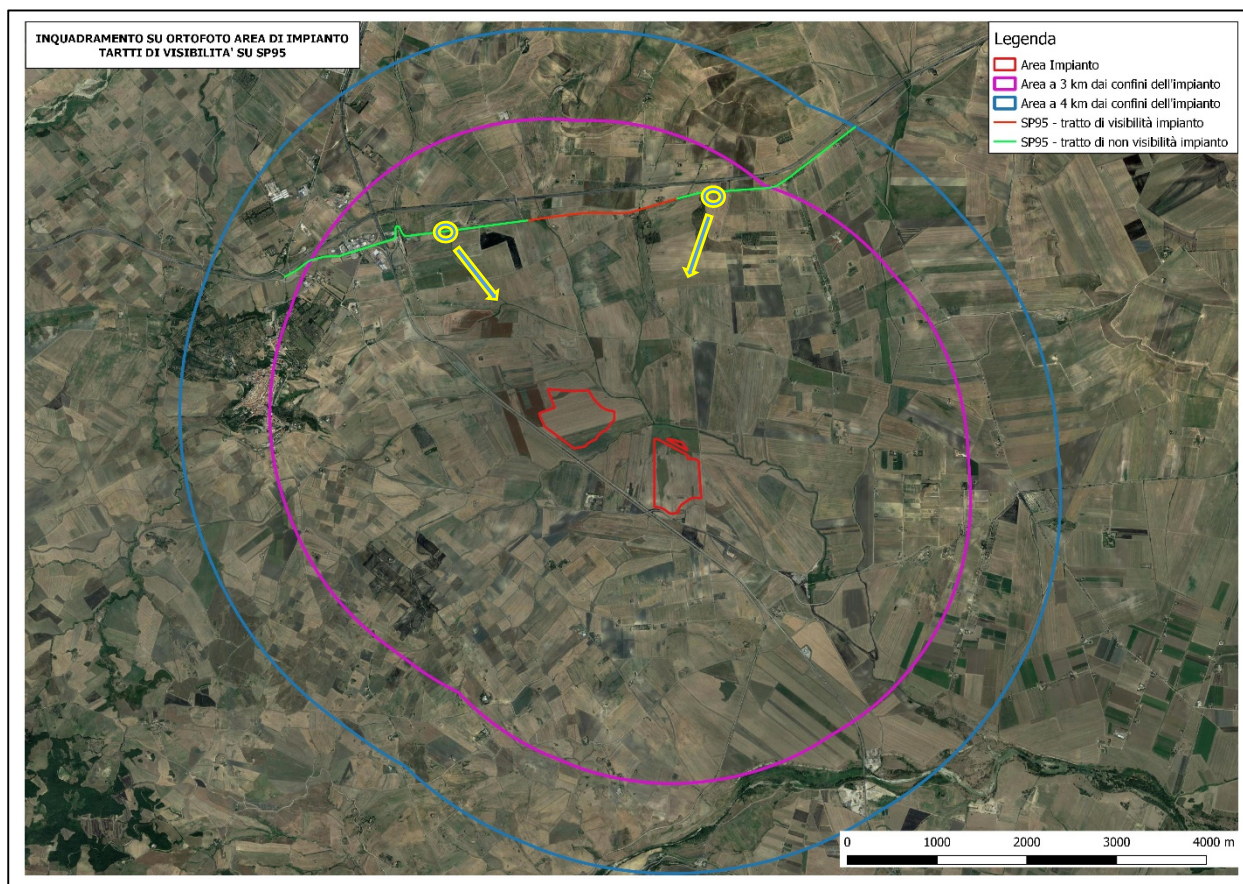 INQUADRAMENTO SU ORTOFOTO AREA DI IMPIANTO
TARTTI DI VISIBILITA' SU SP95
Legenda
Area Impianto
Area a 3 km dai confini dell'impianto
Area a 4 km dai confini dell'impianto
SP95 - tratto di visibilità impianto
SP95 - tratto di non visibilità impianto
0 1000 2000 3000 4000 m